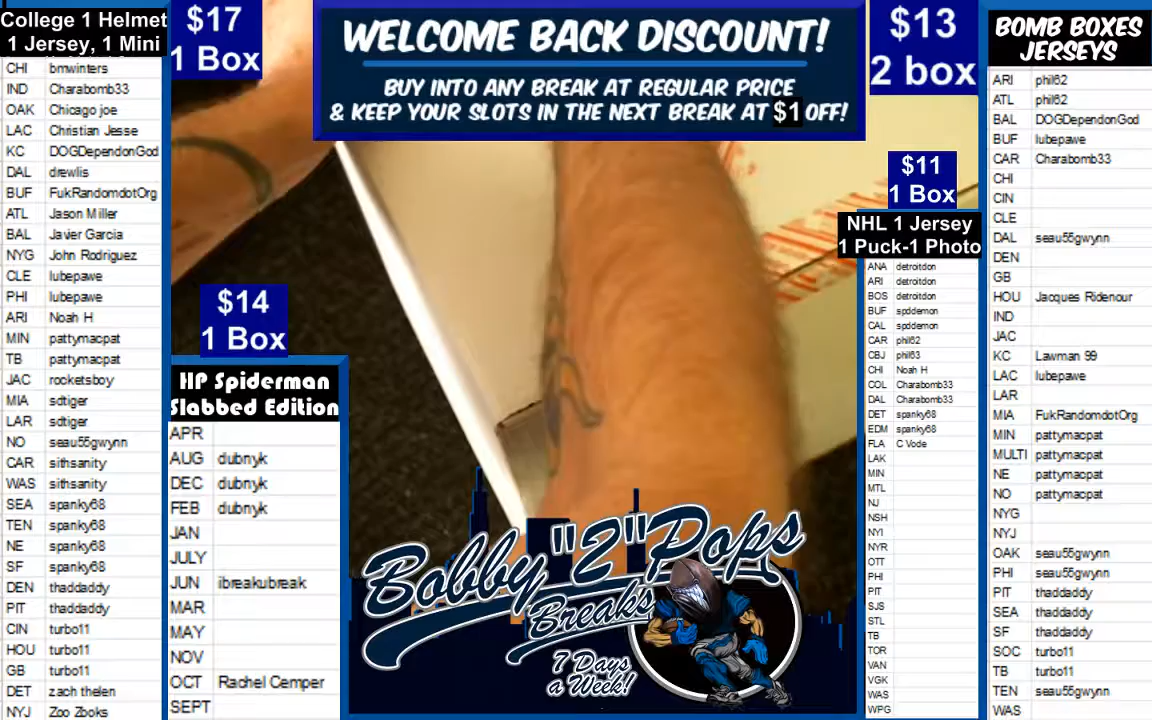 College 1 Helmet
1 Jersey, 1 Mini
CHI bmwinters
IND Charabomb33
OAK Chicago joe
LAC Christian Jesse
KC DOGDependonGod
DAL drewlis
BUF FukRandomdotOrg
ATL Jason Miller
BAL Javier Garcia
NYG John Rodriguez
CLE lubepawe
PHI lubepawe
ARI Noah H
MIN pattymacpat
TB pattymacpat
JAC rocketsboy
MIA sdtiger
LAR sdtiger
NO seau55gwynn
CAR sithsanity
WAS sithsanity
SEA spanky68
TEN spanky68
NE spanky68
SF spanky68
DEN thaddaddy
PIT thaddaddy
CIN turbo11
HOU turbo11
GB turbo11
DET zach thelen
NYJ Zoo Zboks
$17
1 Box
WELCOME BACK DISCOUNT!
BUY INTO ANY BREAK AT REGULAR PRICE
& KEEP YOUR SLOTS IN THE NEXT BREAK AT $1 OFF!
$13
2 box
$14
1 Box
HP Spiderman
Slabbed Edition
APR
AUG dubnyk
DEC dubnyk
FEB dubnyk
JAN
JULY
JUN ibreakubreak
MAR
MAY
NOV
OCT Rachel Cemper
SEPT
Bobby "2" Pops
Breaks
7 Days
a Week!
$11
1 Box
NHL 1 Jersey
1 Puck-1 Photo
ANA detroitdon
ARI detroitdon
BOS detroitdon
BUF spddemon
CAL spddemon
CAR phil62
CBJ phil63
CHI Noah H
COL Charabomb33
DAL Charabomb33
DET spanky68
EDM spanky68
FLA C Vode
LAK
MIN
MTL
NJ
NSH
NYI
NYR
OTT
PHI
PIT
SJS
STL
TB
TOR
VAN
VGK
WAS
WPG
BOMB BOXES
JERSEYS
ARI phil62
ATL phil62
BAL DOGDependonGod
BUF lubepawe
CAR Charabomb33
CHI
CIN
CLE
DAL seau55gwynn
DEN
GB
HOU Jacques Ridenour
IND
JAC
KC Lawman 99
LAC lubepawe
LAR
MIA FukRandomdotOrg
MIN pattymacpat
MULTI pattymacpat
NE pattymacpat
NO pattymacpat
NYG
NYJ
OAK seau55gwynn
PHI seau55gwynn
PIT thaddaddy
SEA thaddaddy
SF thaddaddy
SOC turbo11
TB turbo11
TEN seau55gwynn
WAS